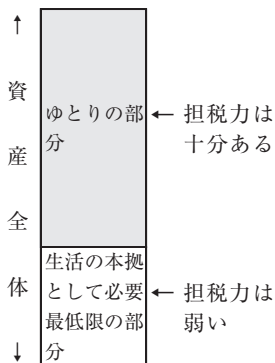 資産全体
ゆとりの部
分
← 担税力は
十分ある
生活の本拠
として必要
最低限の部
分
← 担税力は
弱い